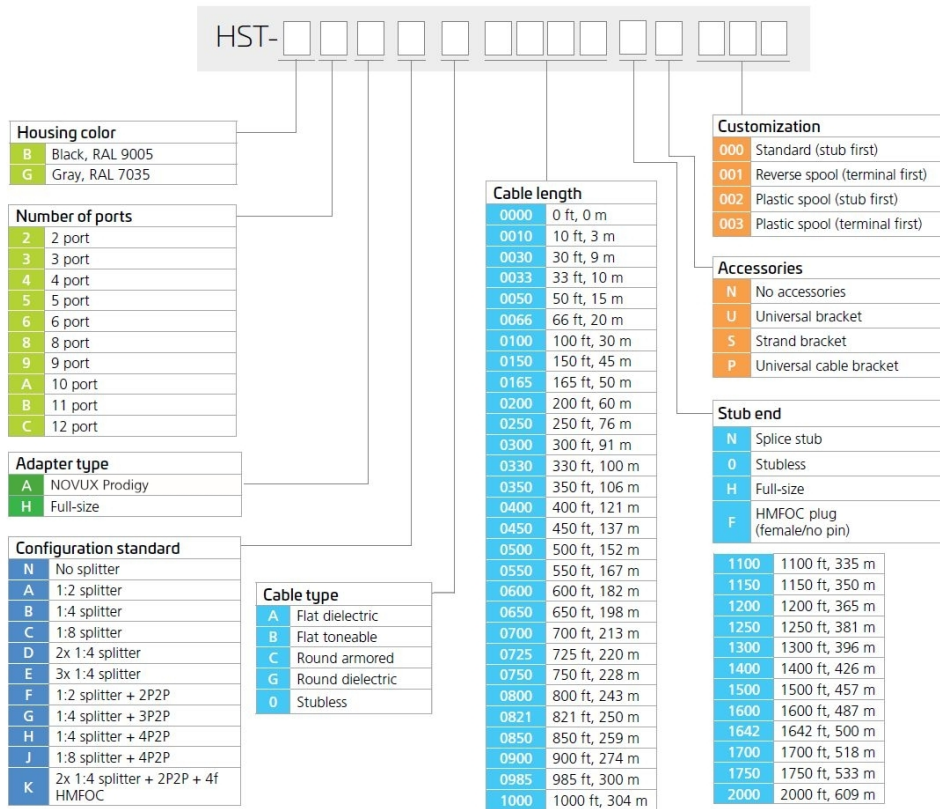 HST-
Housing color
B Black, RAL 9005
G Gray, RAL 7035
Number of ports
2 2 port
3 3 port
4 4 port
5 5 port
6 6 port
8 8 port
9 9 port
A 10 port
B 11 port
C 12 port
Adapter type
A NOVUX Prodigy
H Full-size
Configuration standard
N No splitter
A 1:2 splitter
B 1:4 splitter
C 1:8 splitter
D 2x 1:4 splitter
E 3x 1:4 splitter
F 1:2 splitter + 2P2P
G 1:4 splitter + 3P2P
H 1:4 splitter + 4P2P
J 1:8 splitter + 4P2P
K 2x 1:4 splitter + 2P2P + 4f
HMFOC
Cable type
A Flat dielectric
B Flat toneable
C Round armored
G Round dielectric
0 Stubless
Cable length
0000 0 ft, 0 m
0010 10 ft, 3 m
0030 30 ft, 9 m
0033 33 ft, 10 m
0050 50 ft, 15 m
0066 66 ft, 20 m
0100 100 ft, 30 m
0150 150 ft, 45 m
0165 165 ft, 50 m
0200 200 ft, 60 m
0250 250 ft, 76 m
0300 300 ft, 91 m
0330 330 ft, 100 m
0350 350 ft, 106 m
0400 400 ft, 121 m
0450 450 ft, 137 m
0500 500 ft, 152 m
0550 550 ft, 167 m
0600 600 ft, 182 m
0650 650 ft, 198 m
0700 700 ft, 213 m
0725 725 ft, 220 m
0750 750 ft, 228 m
0800 800 ft, 243 m
0821 821 ft, 250 m
0850 850 ft, 259 m
0900 900 ft, 274 m
0985 985 ft, 300 m
1000 1000 ft, 304 m
Customization
000 Standard (stub first)
001 Reverse spool (terminal first)
002 Plastic spool (stub first)
003 Plastic spool (terminal first)
Accessories
N No accessories
U Universal bracket
S Strand bracket
P Universal cable bracket
Stub end
N Splice stub
0 Stubless
H Full-size
F HMFOC plug
(female/no pin)
1100 1100 ft, 335 m
1150 1150 ft, 350 m
1200 1200 ft, 365 m
1250 1250 ft, 381 m
1300 1300 ft, 396 m
1400 1400 ft, 426 m
1500 1500 ft, 457 m
1600 1600 ft, 487 m
1642 1642 ft, 500 m
1700 1700 ft, 518 m
1750 1750 ft, 533 m
2000 2000 ft, 609 m